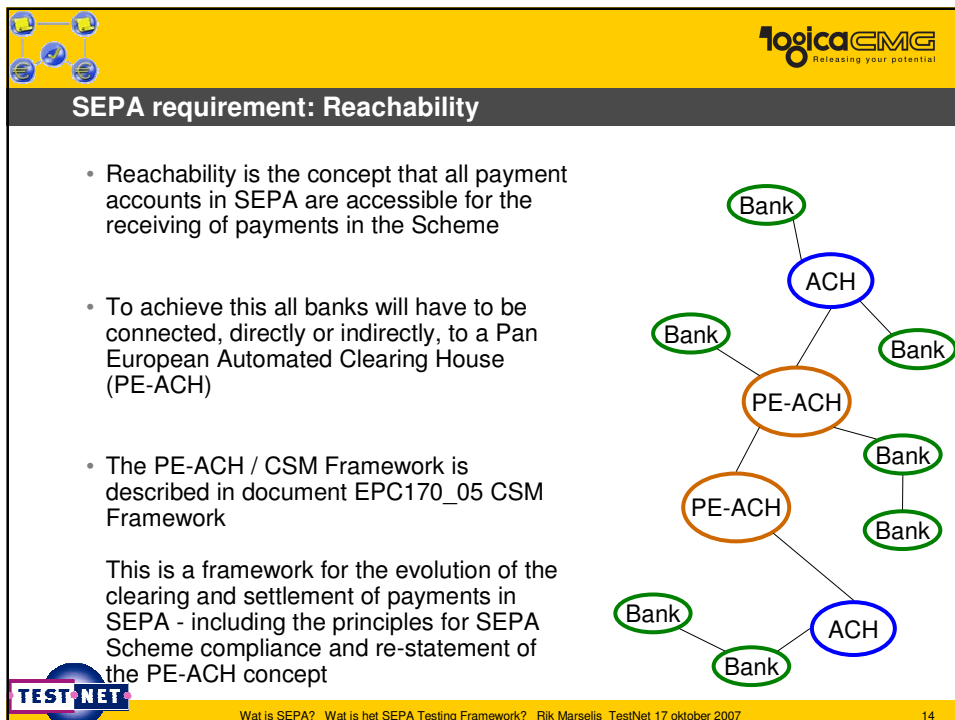 logicaCMG
Releasing your potential
SEPA requirement: Reachability
• Reachability is the concept that all payment
accounts in SEPA are accessible for the
receiving of payments in the Scheme
• To achieve this all banks will have to be
connected, directly or indirectly, to a Pan
European Automated Clearing House
(PE-ACH)
• The PE-ACH / CSM Framework is
described in document EPC170_05 CSM
Framework
This is a framework for the evolution of the
clearing and settlement of payments in
SEPA - including the principles for SEPA
Scheme compliance and re-statement of
the PE-ACH concept
Bank
ACH
Bank
Bank
PE-ACH
Bank
PE-ACH
Bank
Bank
ACH
Bank
TESTNET
Wat is SEPA? Wat is het SEPA Testing Framework? Rik Marselis TestNet 17 oktober 2007
14